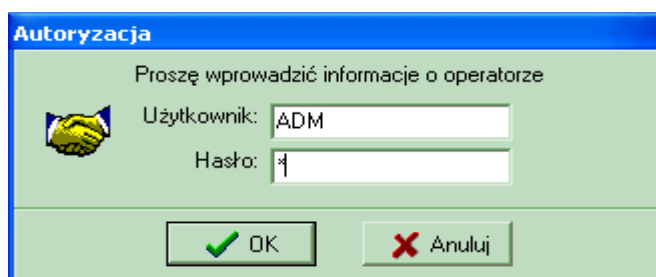 Autoryzacja
Proszę wprowadzić informacje o operatorze
Użytkownik: ADM
Hasło: *
OK Anuluj